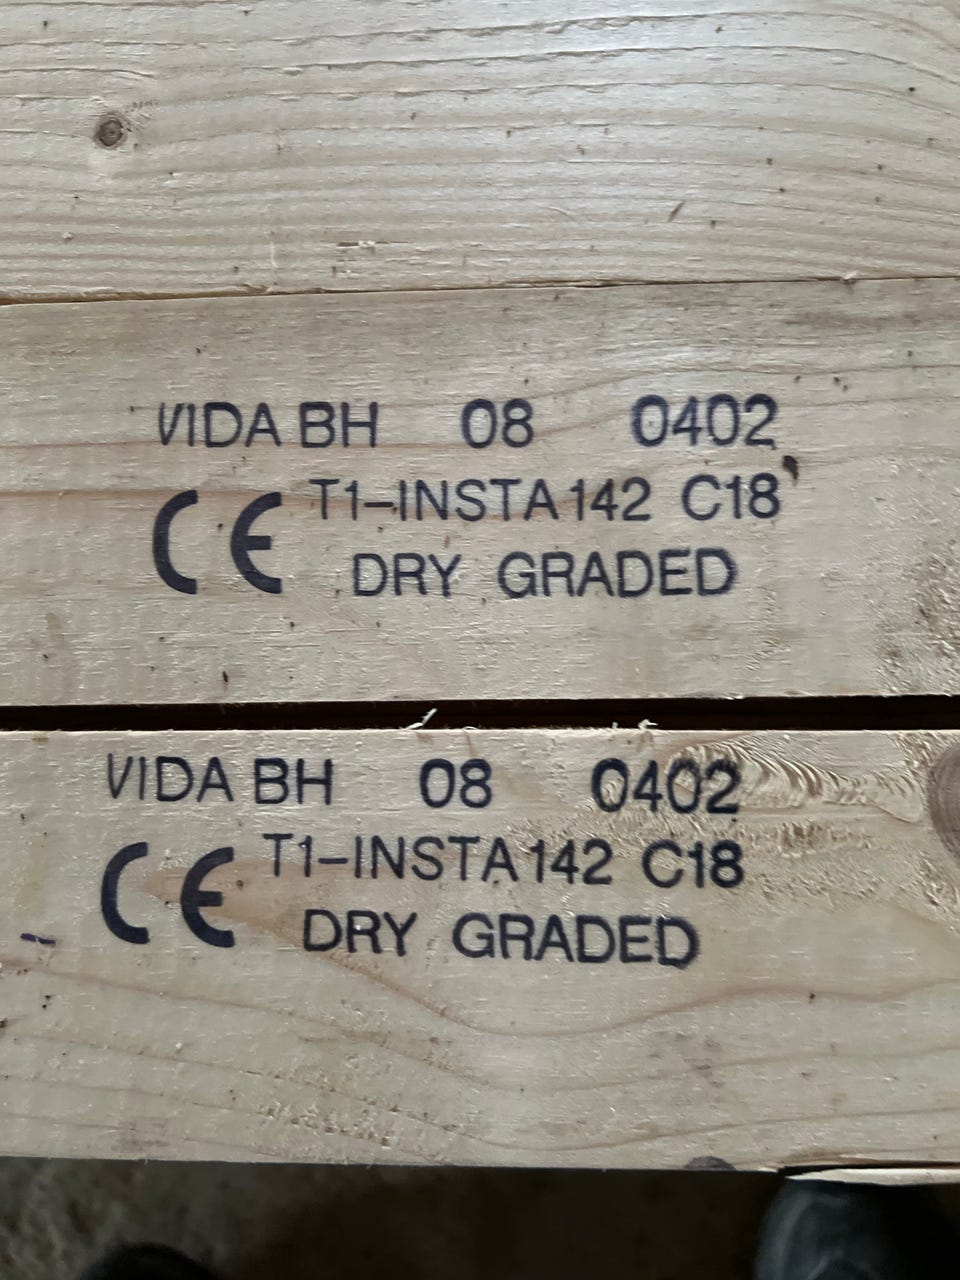 VIDA BH 08 0402
CE T1-INSTA 142 C18
DRY GRADED
VIDA BH 08 0402
CE T1-INSTA 142 C18
DRY GRADED